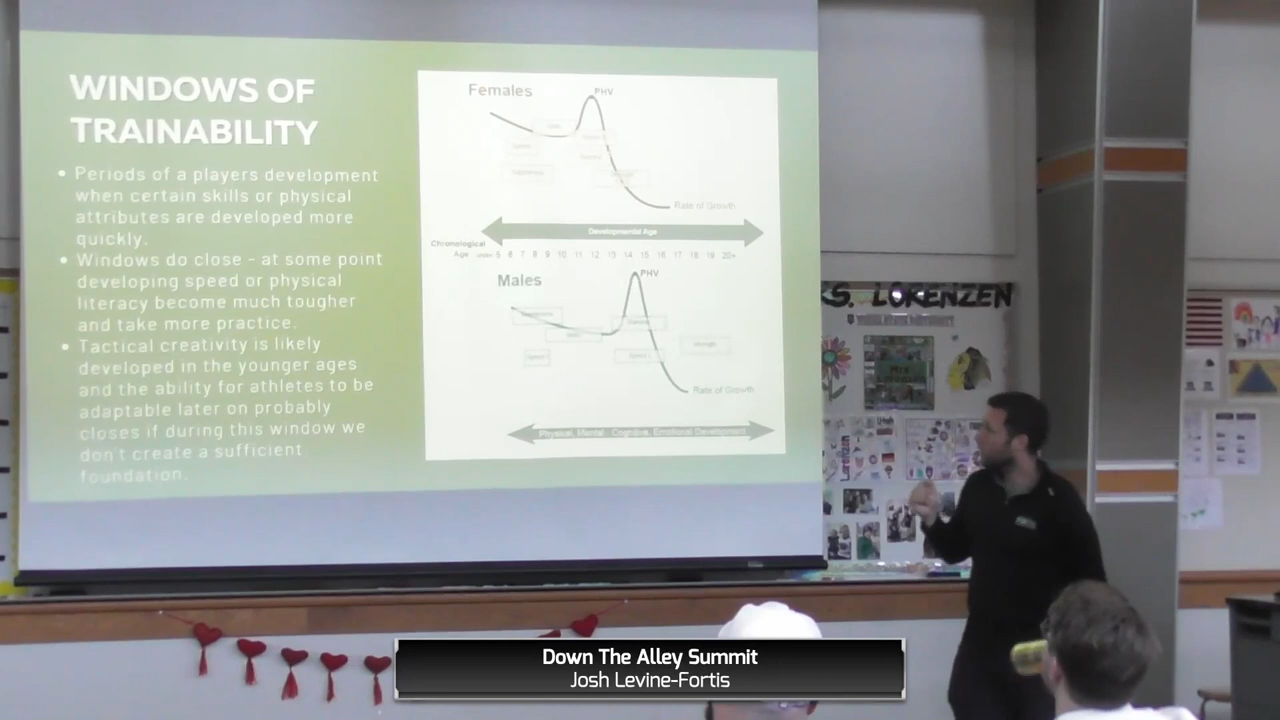 WINDOWS OF
TRAINABILITY
• Periods of a players development
when certain skills or physical
attributes are developed more
quickly.
• Windows do close - at some point
developing speed or physical
literacy become much tougher
and take more practice.
• Tactical creativity is likely
developed in the younger ages
and the ability for athletes to be
adaptable later on probably
closes if during this window we
don't create a sufficient
foundation.
Females
PHV
Rate of Growth
Developmental Age
Chronological
Age 5 6 7 8 9 10 11 12 13 14 15 16 17 18 19 20+
Males
PHV
Rate of Growth
Physical, Mental - Cognitive, Emotional Development
S. LORENZEN
Down The Alley Summit
Josh Levine-Fortis